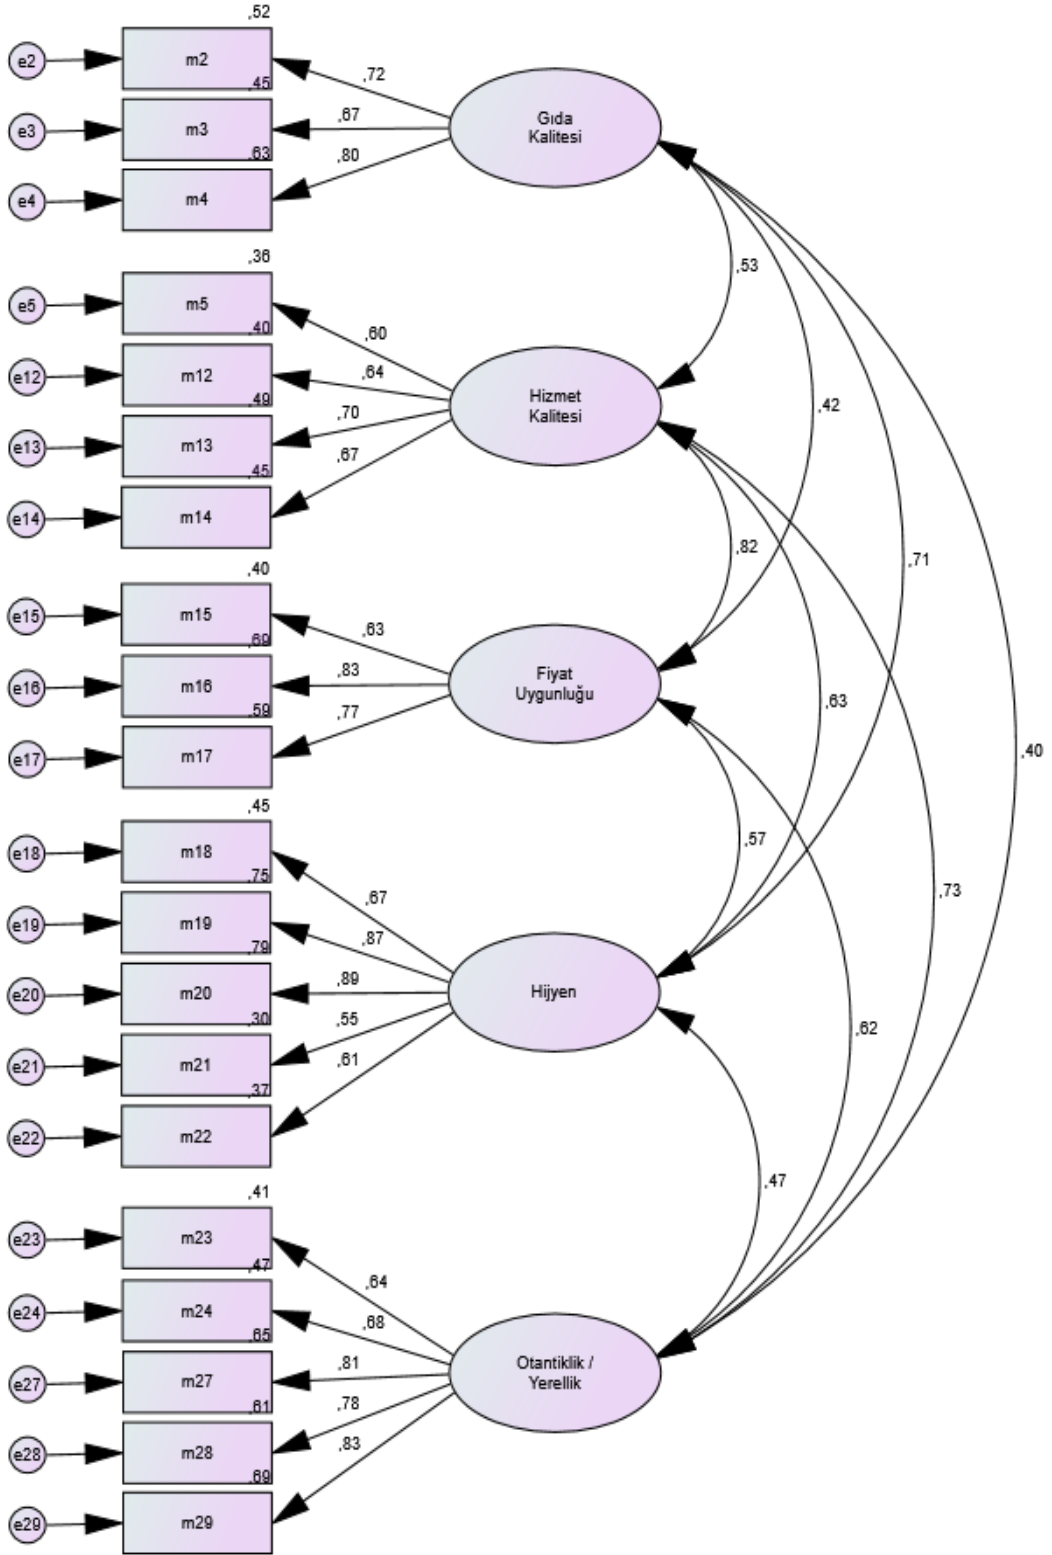 ,52
e2
m2
,72
,45
e3
m3
,67
,63
e4
m4
,80
Gıda
Kalitesi
,36
e5
m5
,60
,40
e12
m12
,64
,49
e13
m13
,70
,45
e14
m14
,67
Hizmet
Kalitesi
,40
e15
m15
,63
,69
e16
m16
,83
,59
e17
m17
,77
Fiyat
Uygunluğu
,45
e18
m18
,67
,75
e19
m19
,87
,79
e20
m20
,89
,30
e21
m21
,55
,37
e22
m22
,61
Hijyen
,41
e23
m23
,64
,47
e24
m24
,68
,65
e27
m27
,81
,61
e28
m28
,78
,69
e29
m29
,83
Otantiklik /
Yerellik
,53
,42
,82
,71
,63
,40
,57
,73
,62
,47